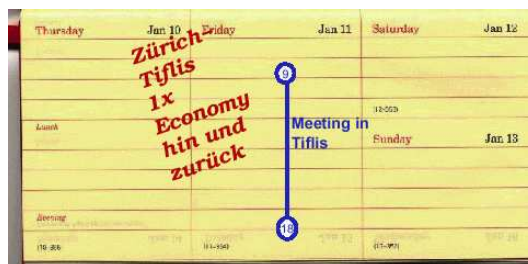 Thursday Jan 10 Friday Jan 11 Saturday Jan 12
Zürich-
Tiflis
1x
Economy
hin und
zurück
9
Meeting in
Tiflis
18
Lunch
Sunday Jan 13
Evening